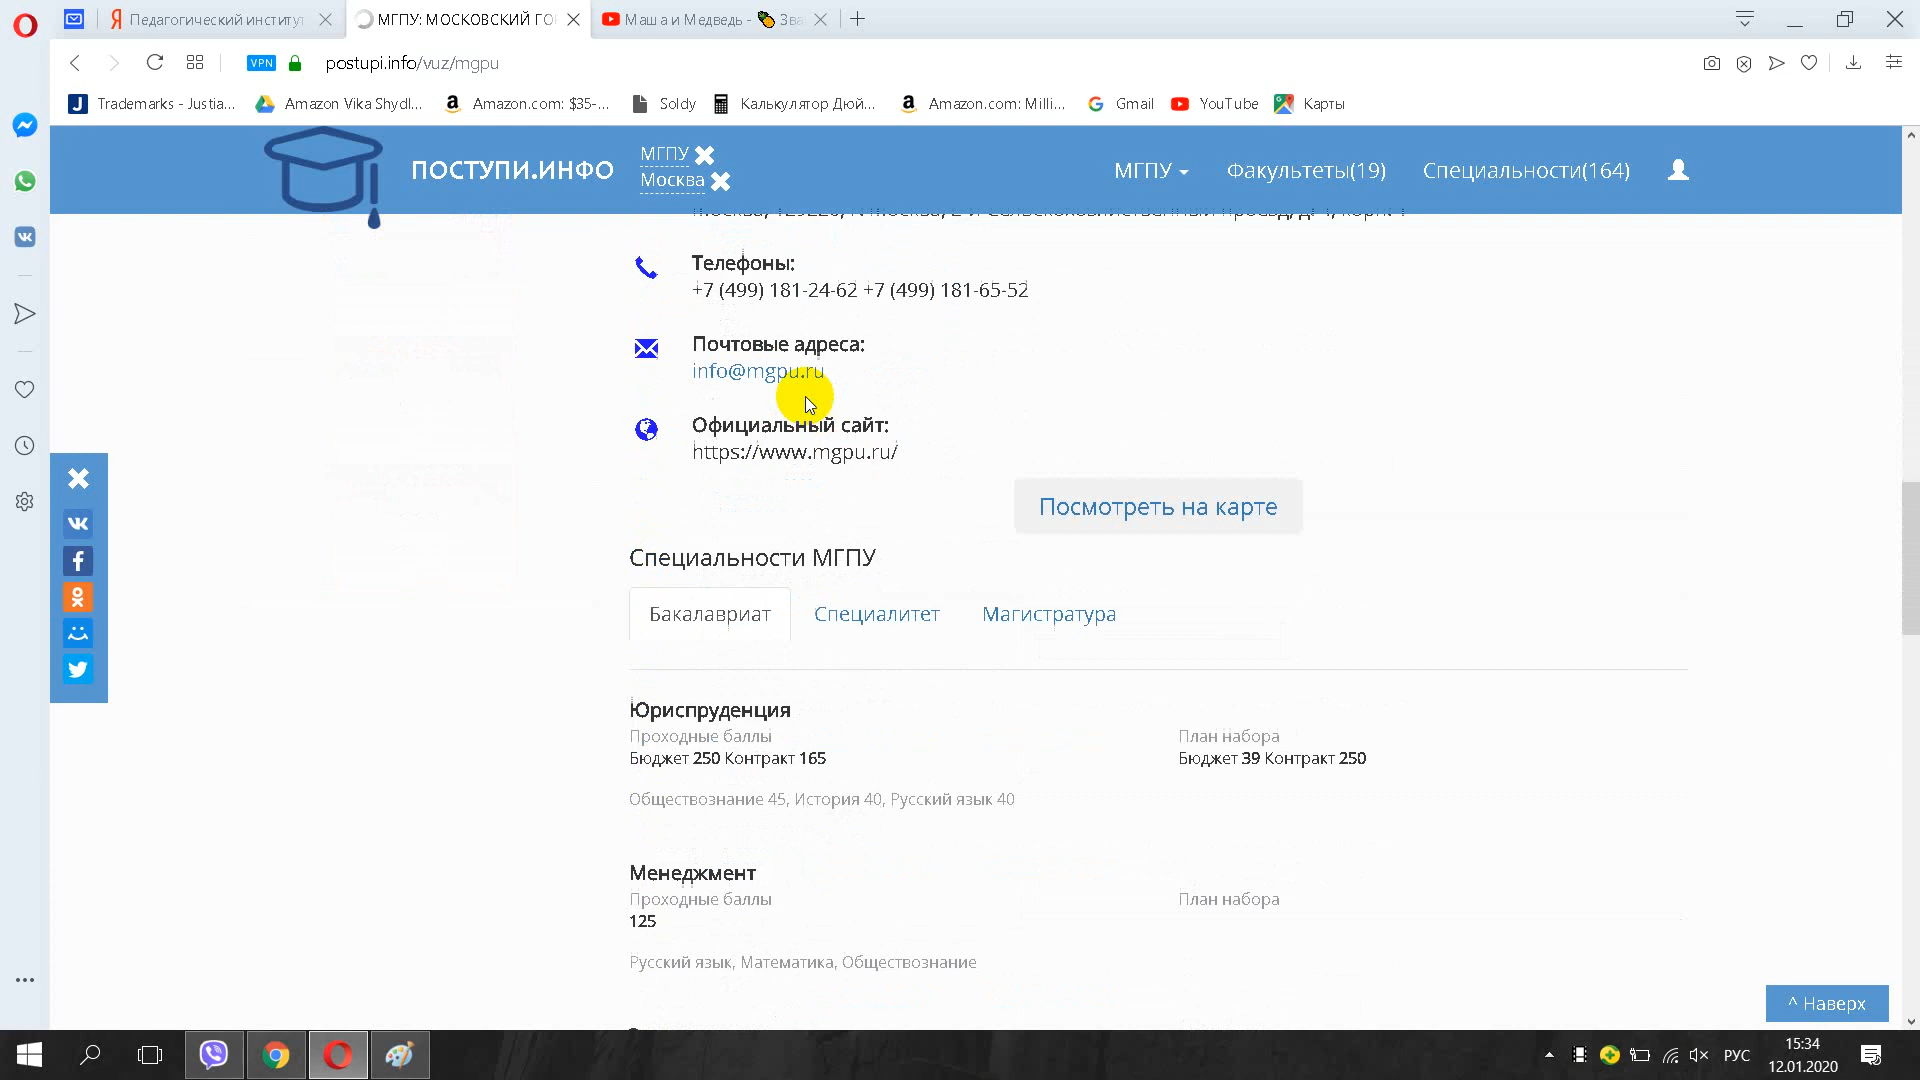 Педагогический институт
МГПУ: МОСКОВСКИЙ ГО
Маша и Медведь - Зва
VPN
postupi.info/vuz/mgpu
Trademarks - Justia...
Amazon Vika Shydl...
Amazon.com: $35-...
Soldy
Калькулятор Дюй...
Amazon.com: Milli...
Gmail
YouTube
Карты
ПОСТУПИ.ИНФО
МГПУ
Москва
МГПУ
Факультеты(19)
Специальности(164)
Телефоны:
+7 (499) 181-24-62 +7 (499) 181-65-52
Почтовые адреса:
info@mgpu.ru
Официальный сайт:
https://www.mgpu.ru/
Посмотреть на карте
Специальности МГПУ
Бакалавриат
Специалитет
Магистратура
Юриспруденция
Проходные баллы
План набора
Бюджет 250 Контракт 165
Бюджет 39 Контракт 250
Обществознание 45, История 40, Русский язык 40
Менеджмент
Проходные баллы
План набора
125
Русский язык, Математика, Обществознание
^ Наверх
РУС
15:34
12.01.2020